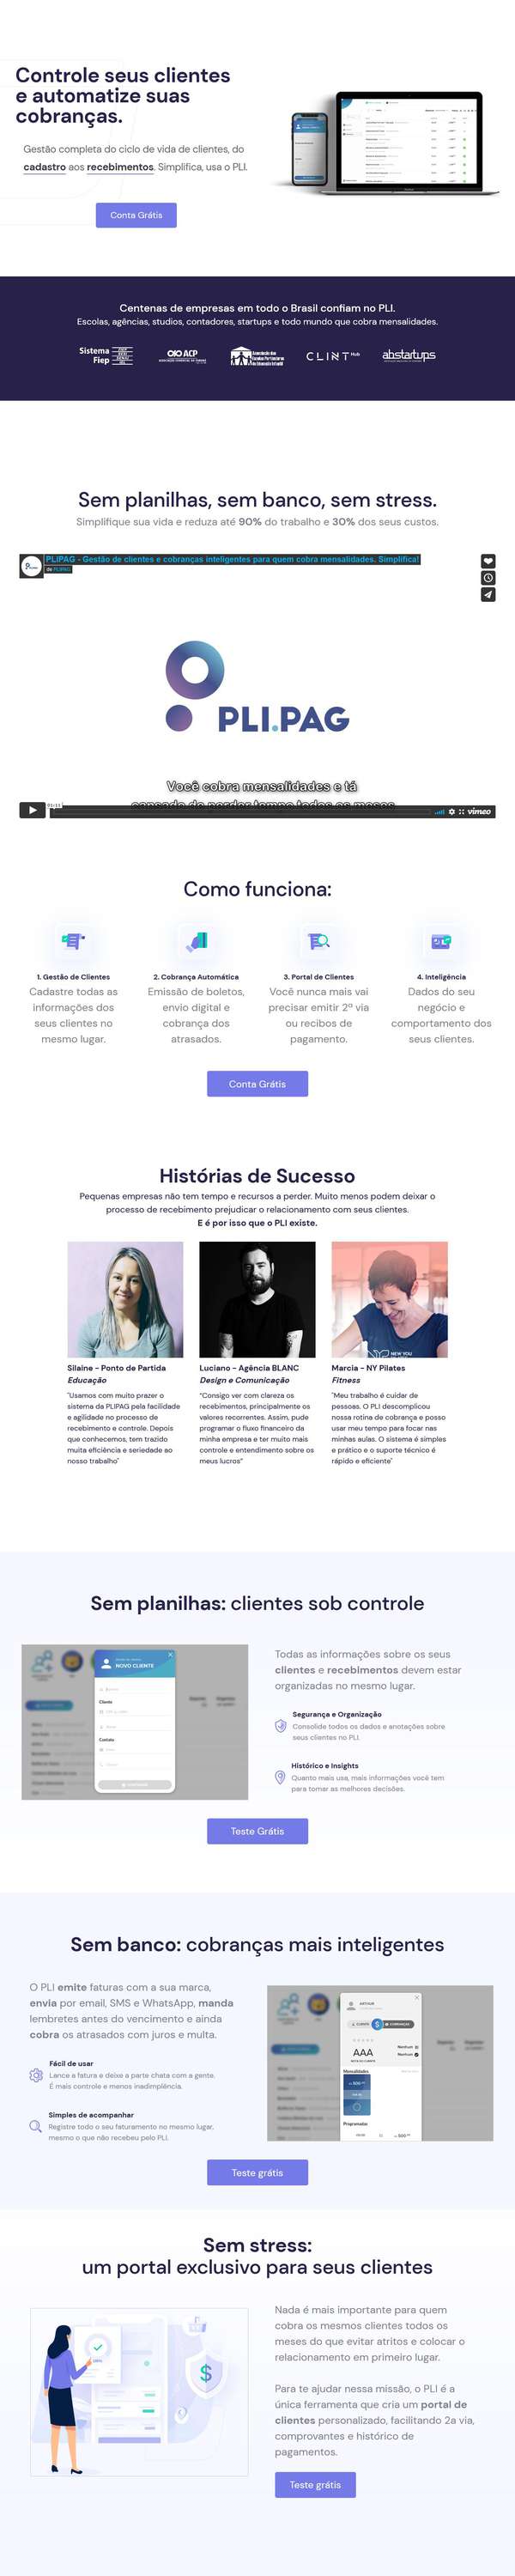 Controle seus clientes
e automatize suas
cobranças.
Gestão completa do ciclo de vida de clientes, do
cadastro aos recebimentos. Simplifica, usa o PLI.
Conta Grátis
Centenas de empresas em todo o Brasil confiam no PLI.
Escolas, agências, studios, contadores, startups e todo mundo que cobra mensalidades.
Sistema
Fiep
ACP
CLINT Hub
abstartups
Sem planilhas, sem banco, sem stress.
Simplifique sua vida e reduza até 90% do trabalho e 30% dos seus custos.
PLIPAG - Gestão de clientes e cobranças inteligentes para quem cobra mensalidades. Simplifica!
de PLIPAG
PLI.PAG
Você cobra mensalidades e tá
cansado de perder tempo todos os meses
vimeo
Como funciona:
1. Gestão de Clientes
Cadastre todas as
informações dos
seus clientes no
mesmo lugar.
2. Cobrança Automática
Emissão de boletos,
envio digital e
cobrança dos
atrasados.
3. Portal de Clientes
Você nunca mais vai
precisar emitir 2ª via
ou recibos de
pagamento.
4. Inteligência
Dados do seu
negócio e
comportamento dos
seus clientes.
Conta Grátis
Histórias de Sucesso
Pequenas empresas não tem tempo e recursos a perder. Muito menos podem deixar o
processo de recebimento prejudicar o relacionamento com seus clientes.
E é por isso que o PLI existe.
NEW YOU
Silaine - Ponto de Partida
Educação
"Usamos com muito prazer o
sistema da PLIPAG pela facilidade
e agilidade no processo de
recebimento e controle. Depois
que conhecemos, tem trazido
muita eficiência e seriedade ao
nosso trabalho"
Luciano - Agência BLANC
Design e Comunicação
"Consigo ver com clareza os
recebimentos, principalmente os
valores recorrentes. Assim, pude
programar o fluxo financeiro da
minha empresa e ter muito mais
controle e entendimento sobre os
meus lucros"
Marcia - NY Pilates
Fitness
"Meu trabalho é cuidar de
pessoas. O PLI descomplicou
nossa rotina de cobrança e posso
usar meu tempo para focar nas
minhas aulas. O sistema é simples
e prático e o suporte técnico é
rápido e eficiente"
Sem planilhas: clientes sob controle
NOVO CLIENTE
Cliente
Contato
Todas as informações sobre os seus
clientes e recebimentos devem estar
organizadas no mesmo lugar.
Segurança e Organização
Consolide todos os dados e anotações sobre
seus clientes no PLI.
Histórico e Insights
Quanto mais usa, mais informações você tem
para tomar as melhores decisões.
Teste Grátis
Sem banco: cobranças mais inteligentes
O PLI emite faturas com a sua marca,
envia por email, SMS e WhatsApp, manda
lembretes antes do vencimento e ainda
cobra os atrasados com juros e multa.
Fácil de usar
Lance a fatura e deixe a parte chata com a gente.
É mais controle e menos inadimplência.
Simples de acompanhar
Registre todo o seu faturamento no mesmo lugar,
mesmo o que não recebeu pelo PLI.
AAA
Mensalidades
Programadas
Teste grátis
Sem stress:
um portal exclusivo para seus clientes
$
Nada é mais importante para quem
cobra os mesmos clientes todos os
meses do que evitar atritos e colocar o
relacionamento em primeiro lugar.
Para te ajudar nessa missão, o PLI é a
única ferramenta que cria um portal de
clientes personalizado, facilitando 2a via,
comprovantes e histórico de
pagamentos.
Teste grátis